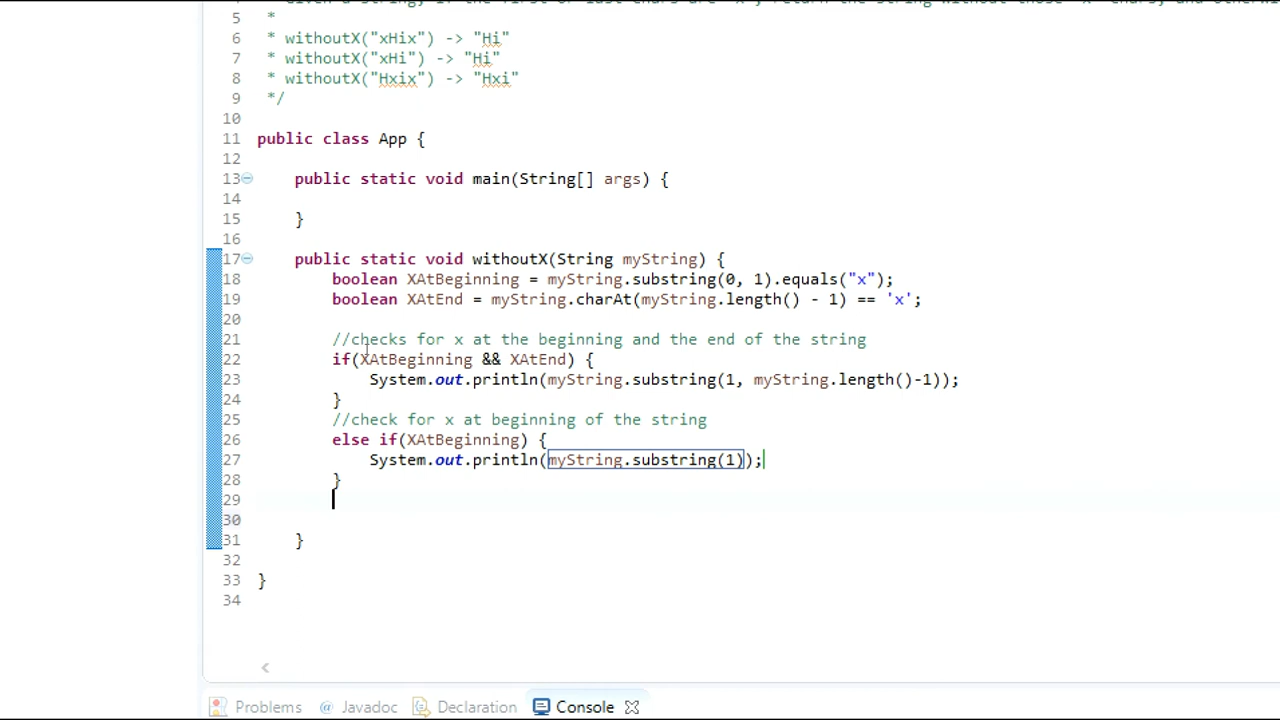 5 *
6 * withoutX("xHix") -> "Hi"
7 * withoutX("xHi") -> "Hi"
8 * withoutX("Hxix") -> "Hxi"
9 */
10
11 public class App {
12
13 public static void main(String[] args) {
14
15 }
16
17 public static void withoutX(String myString) {
18 boolean XAtBeginning = myString.substring(0, 1).equals("x");
19 boolean XAtEnd = myString.charAt(myString.length() - 1) == 'x';
20
21 //checks for x at the beginning and the end of the string
22 if(XAtBeginning && XAtEnd) {
23 System.out.println(myString.substring(1, myString.length()-1));
24 }
25 //check for x at beginning of the string
26 else if(XAtBeginning) {
27 System.out.println(myString.substring(1));
28 }
29
30
31 }
32
33 }
34
Problems @ Javadoc Declaration Console